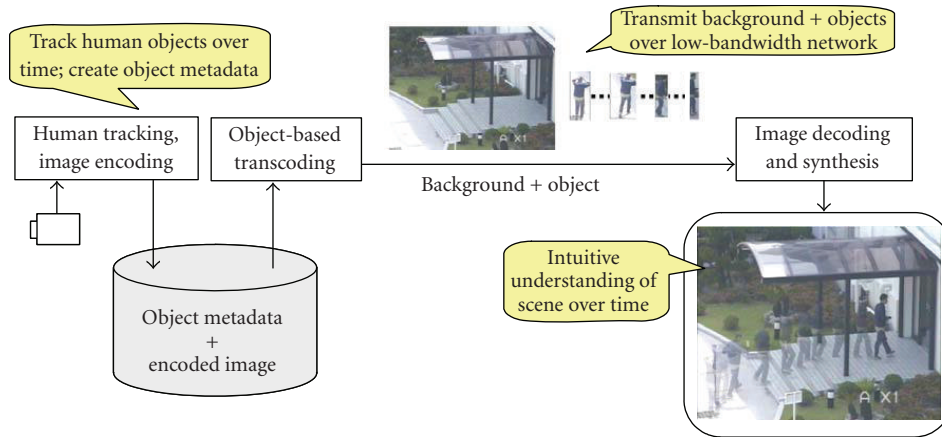 Track human objects over
time; create object metadata
Transmit background + objects
over low-bandwidth network
Human tracking,
image encoding
Object-based
transcoding
A X1
Background + object
Image decoding
and synthesis
Object metadata
+
encoded image
Intuitive
understanding of
scene over time
A X1